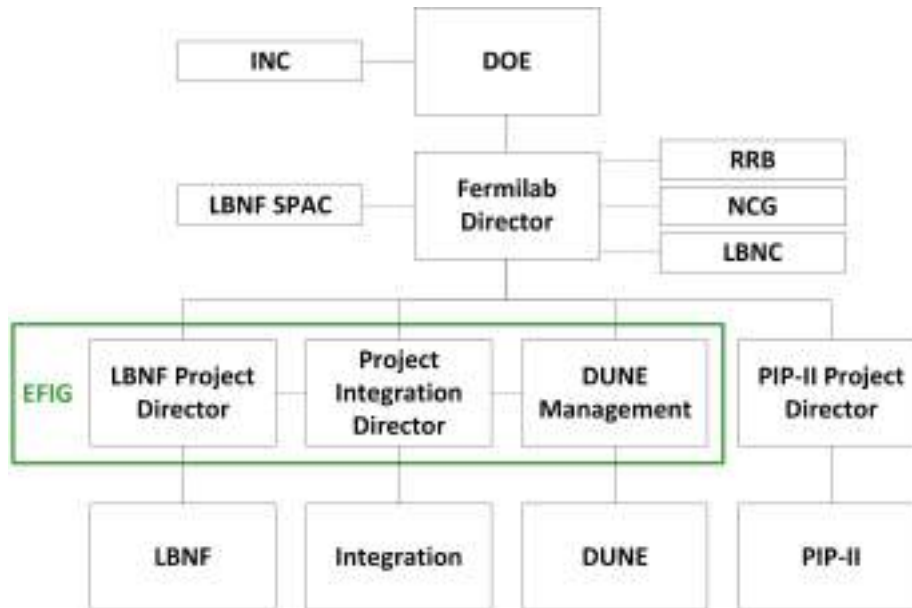 INC
DOE
LBNF SPAC
Fermilab
Director
RRB
NCG
LBNC
EFIG
LBNF Project
Director
Project
Integration
Director
DUNE
Management
PIP-II Project
Director
LBNF
Integration
DUNE
PIP-II